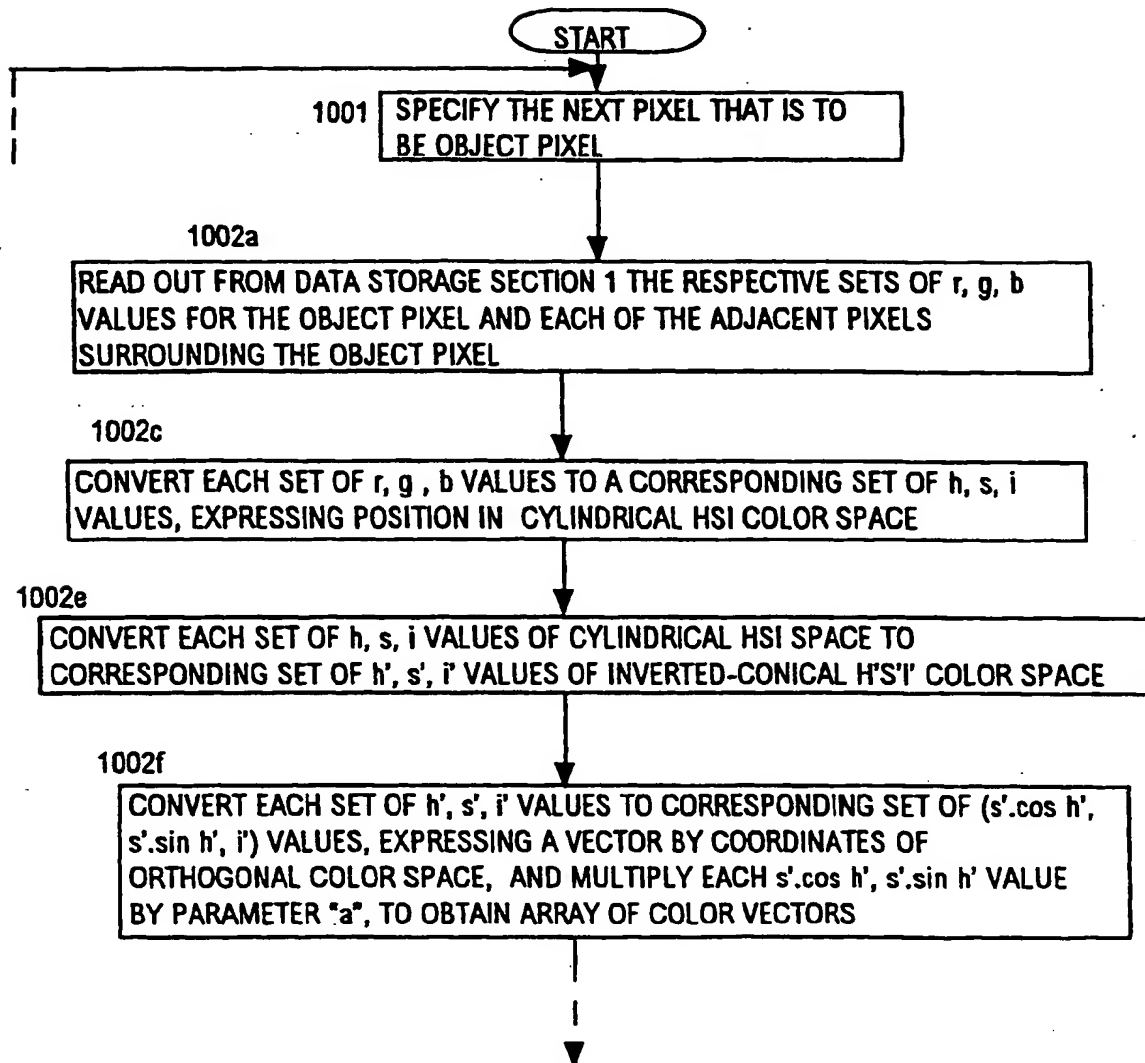 START
1001
SPECIFY THE NEXT PIXEL THAT IS TO
BE OBJECT PIXEL
1002a
READ OUT FROM DATA STORAGE SECTION 1 THE RESPECTIVE SETS OF r, g, b
VALUES FOR THE OBJECT PIXEL AND EACH OF THE ADJACENT PIXELS
SURROUNDING THE OBJECT PIXEL
1002c
CONVERT EACH SET OF r, g , b VALUES TO A CORRESPONDING SET OF h, s, i
VALUES, EXPRESSING POSITION IN CYLINDRICAL HSI COLOR SPACE
1002e
CONVERT EACH SET OF h, s, i VALUES OF CYLINDRICAL HSI SPACE TO
CORRESPONDING SET OF h', s', i' VALUES OF INVERTED-CONICAL H'S'I' COLOR SPACE
1002f
CONVERT EACH SET OF h', s', i' VALUES TO CORRESPONDING SET OF (s'.cos h',
s'.sin h', i') VALUES, EXPRESSING A VECTOR BY COORDINATES OF
ORTHOGONAL COLOR SPACE, AND MULTIPLY EACH s'.cos h', s'.sin h' VALUE
BY PARAMETER "a", TO OBTAIN ARRAY OF COLOR VECTORS